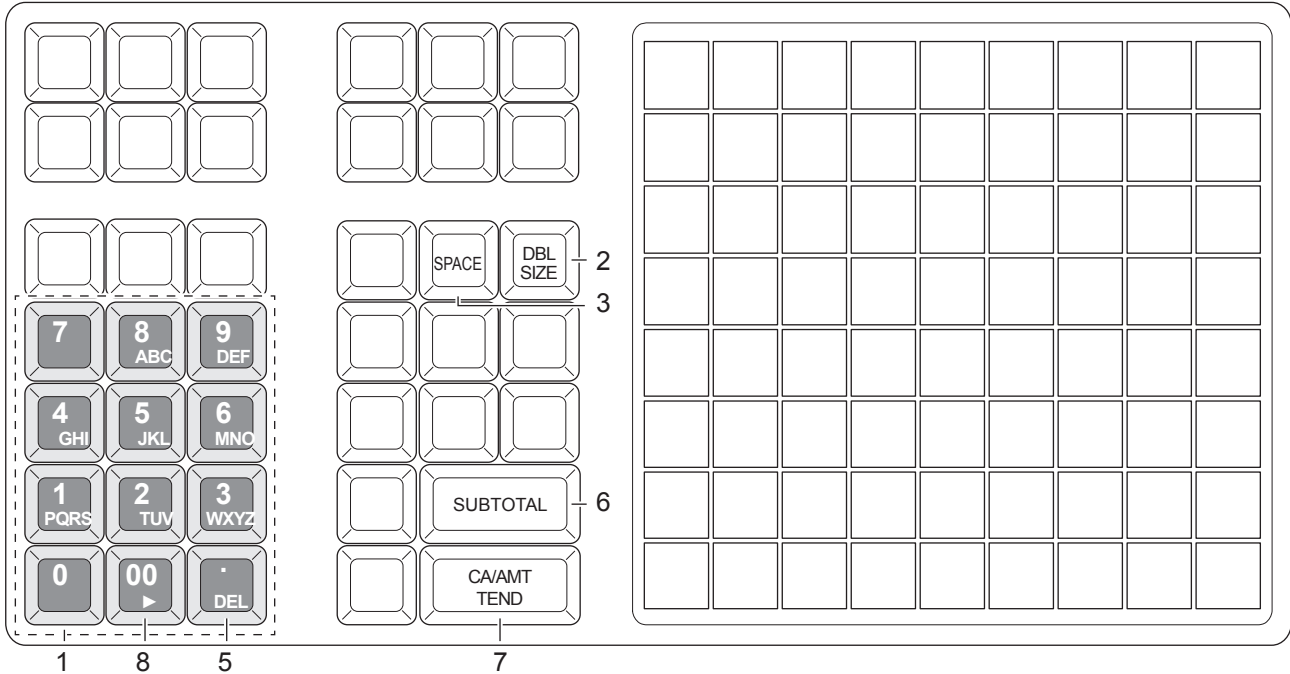 SPACE
DBL
SIZE
2
3
7
8
ABC
9
DEF
4
GHI
5
JKL
6
MNO
1
PQRS
2
TUV
3
WXYZ
SUBTOTAL
6
0
00
►
.
DEL
CA/AMT
TEND
1
8
5
7